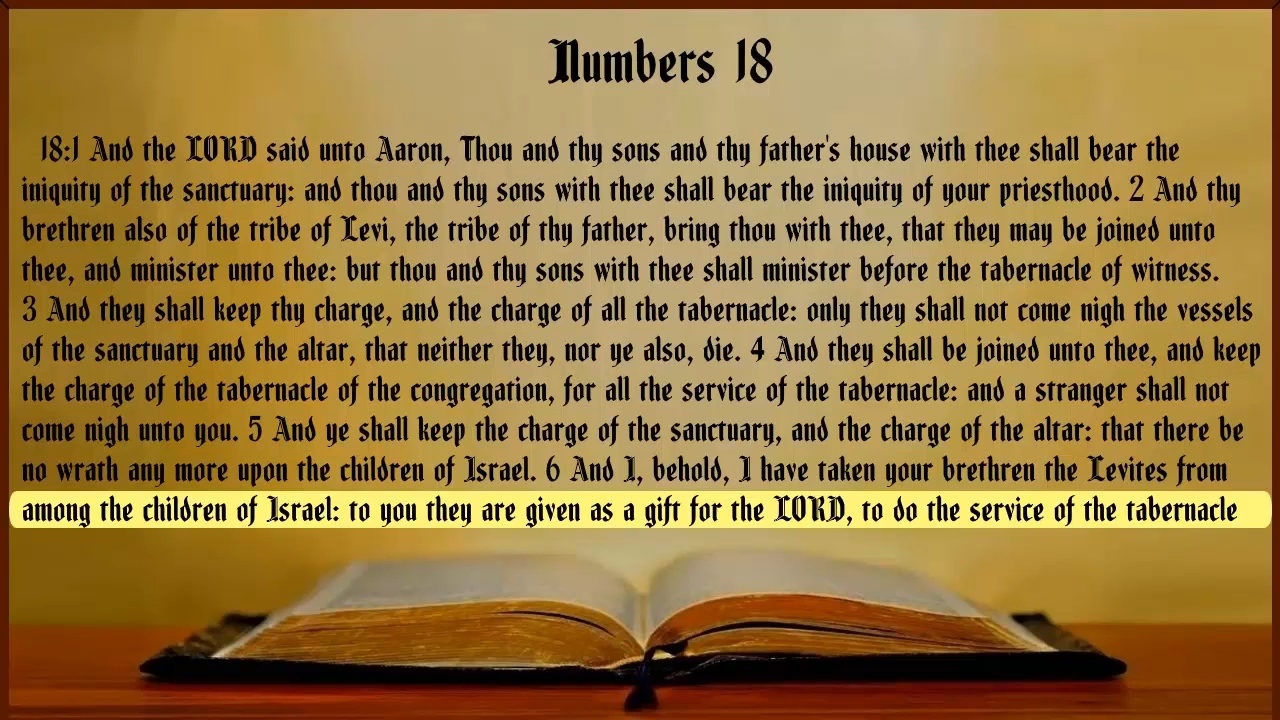 Numbers 18
18:1 And the LORD said unto Aaron, Thou and thy sons and thy father's house with thee shall bear the
iniquity of the sanctuary: and thou and thy sons with thee shall bear the iniquity of your priesthood. 2 And thy
brethren also of the tribe of Levi, the tribe of thy father, bring thou with thee, that they may be joined unto
thee, and minister unto thee: but thou and thy sons with thee shall minister before the tabernacle of witness.
3 And they shall keep thy charge, and the charge of all the tabernacle: only they shall not come nigh the vessels
of the sanctuary and the altar, that neither they, nor ye also, die. 4 And they shall be joined unto thee, and keep
the charge of the tabernacle of the congregation, for all the service of the tabernacle: and a stranger shall not
come nigh unto you. 5 And ye shall keep the charge of the sanctuary, and the charge of the altar: that there be
no wrath any more upon the children of Israel. 6 And I, behold, I have taken your brethren the Levites from
among the children of Israel: to you they are given as a gift for the LORD, to do the service of the tabernacle